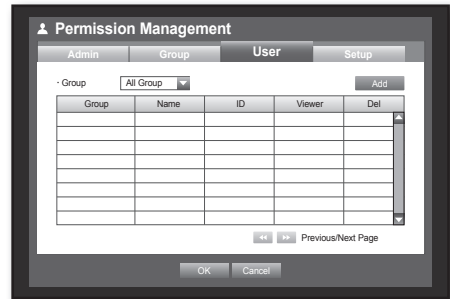 Permission Management
Admin Group User Setup
· Group All Group Add
Group Name ID Viewer Del
Previous/Next Page
OK Cancel